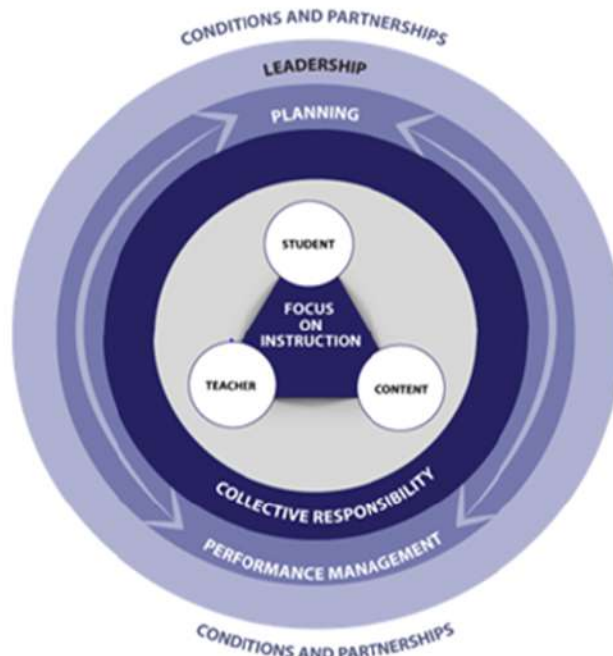 CONDITIONS AND PARTNERSHIPS
LEADERSHIP
PLANNING
STUDENT
FOCUS
ON
INSTRUCTION
TEACHER
CONTENT
COLLECTIVE RESPONSIBILITY
PERFORMANCE MANAGEMENT
CONDITIONS AND PARTNERSHIPS